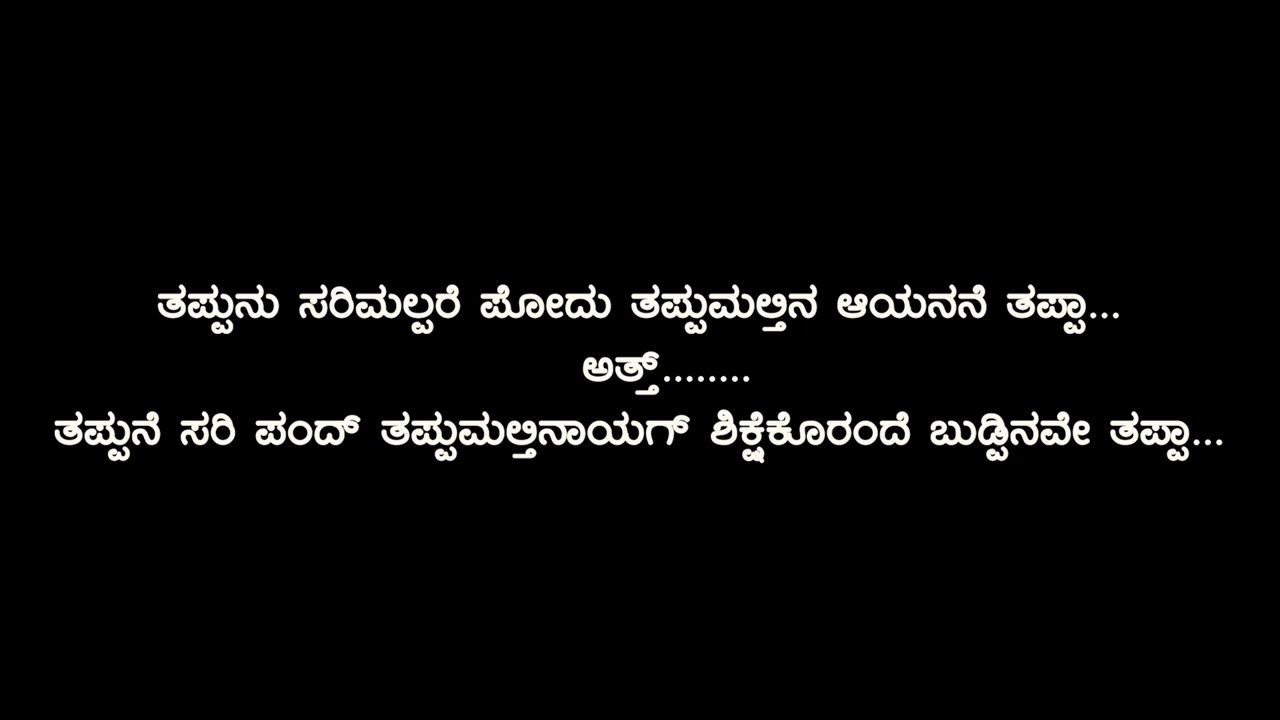 ತಪ್ಪುನು ಸರಿಮಲ್ಪರೆ ಪೋದು ತಪ್ಪುಮಲ್ತಿನ ಆಯನನೆ ತಪ್ಪಾ...
ಅತ್ತ್........
ತಪ್ಪುನೆ ಸರಿ ಪಂದ್ ತಪ್ಪುಮಲ್ತಿನಾಯಗ್ ಶಿಕ್ಷೆಕೊರಂದೆ ಬುಡ್ಪಿನವೇ ತಪ್ಪಾ...